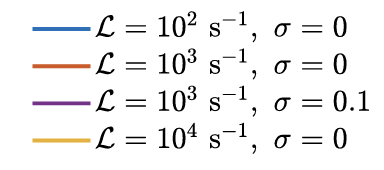 ℒ = 10² s⁻¹, σ = 0
ℒ = 10³ s⁻¹, σ = 0
ℒ = 10³ s⁻¹, σ = 0.1
ℒ = 10⁴ s⁻¹, σ = 0